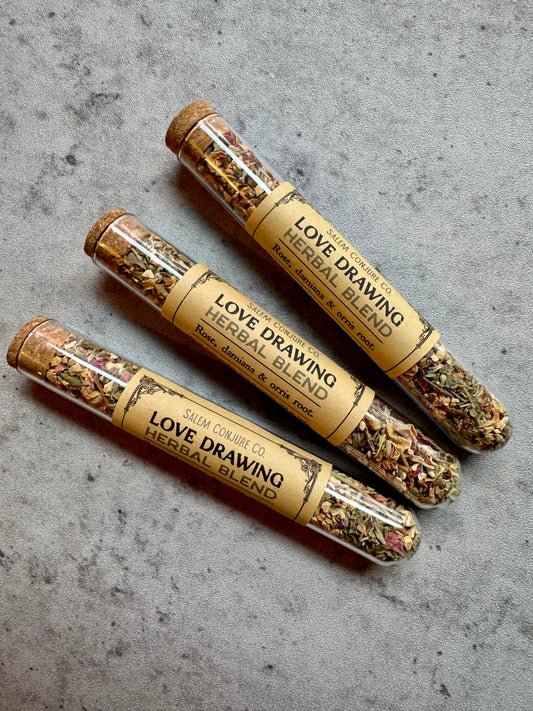 SALEM CONJURE CO.
LOVE DRAWING
HERBAL BLEND
Rose, damiana & orris root.
SALEM CONJURE CO.
LOVE DRAWING
HERBAL BLEND
Rose, damiana & orris root.
SALEM CONJURE CO.
LOVE DRAWING
HERBAL BLEND